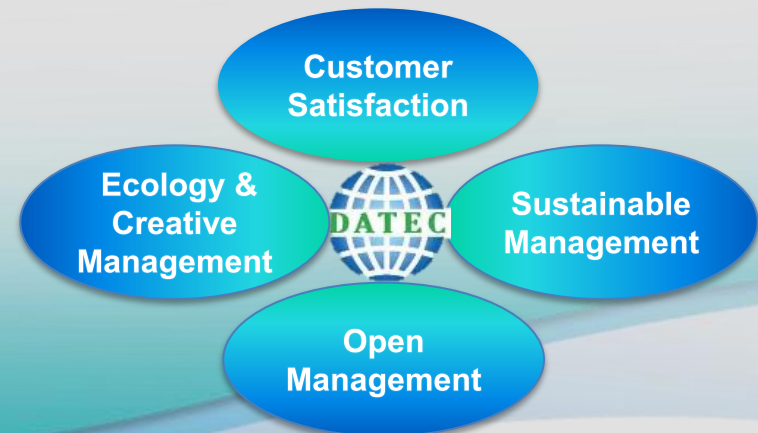 Customer
Satisfaction
Ecology &
Creative
Management
DATEC
Sustainable
Management
Open
Management